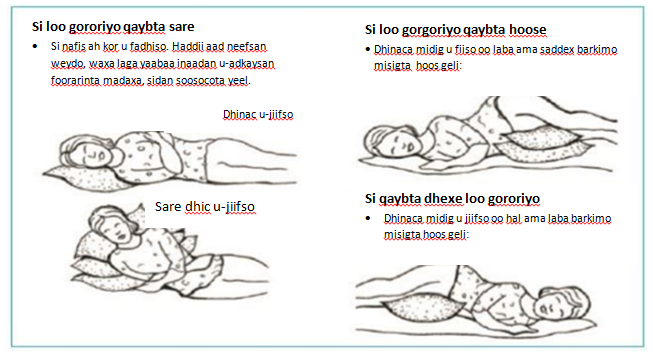 Si loo gororiyo qaybta sare
• Si nafis ah kor u fadhiso. Haddii aad neefsan
weydo, waxa laga yaabaa inaadan u-adkaysan
foorarinta madaxa, sidan soosocota yeel.
Dhinac u-jiifso
Sare dhic u-jiifso
Si loo gorgoriyo qaybta hoose
• Dhinaca midig u fiiso oo laba ama saddex barkimo
misigta hoos geli:
Si qaybta dhexe loo gororiyo
• Dhinaca midig u jiifso oo hal ama laba barkimo
misigta hoos geli: